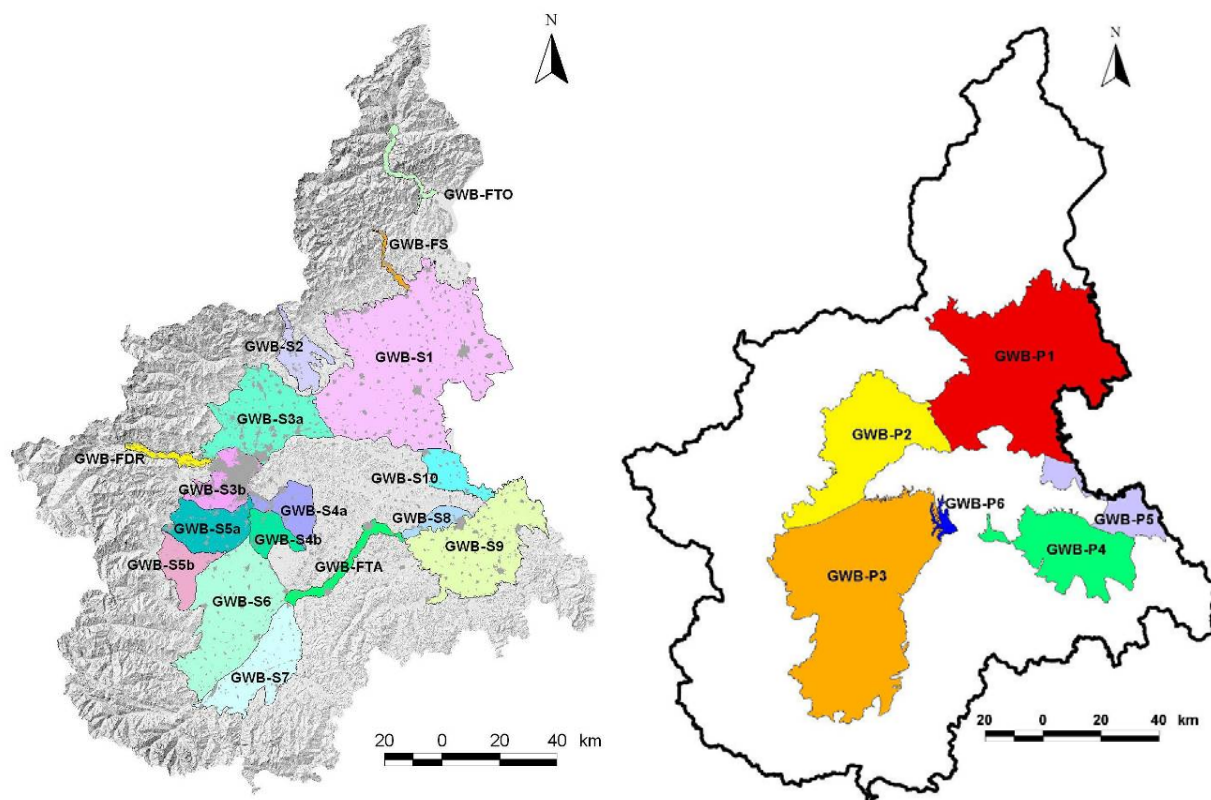 N
GWB-FTO
GWB-FS
GWB-S2
GWB-S1
GWB-S3a
GWB-FDR
GWB-S3b
GWB-S10
GWB-S4a
GWB-S8
GWB-S5a
GWB-S4b
GWB-S9
GWB-FTA
GWB-S5b
GWB-S6
GWB-S7
20 0 20 40 km
N
GWB-P1
GWB-P2
GWB-P6
GWB-P5
GWB-P4
GWB-P3
20 0 20 40 km